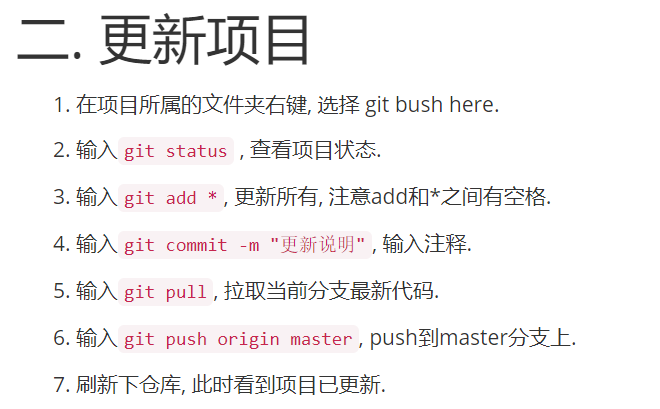 二. 更新项目
1. 在项目所属的文件夹右键, 选择 git bush here.
2. 输入 git status , 查看项目状态.
3. 输入 git add * , 更新所有, 注意add和*之间有空格.
4. 输入 git commit -m "更新说明" , 输入注释.
5. 输入 git pull , 拉取当前分支最新代码.
6. 输入 git push origin master , push到master分支上.
7. 刷新下仓库, 此时看到项目已更新.